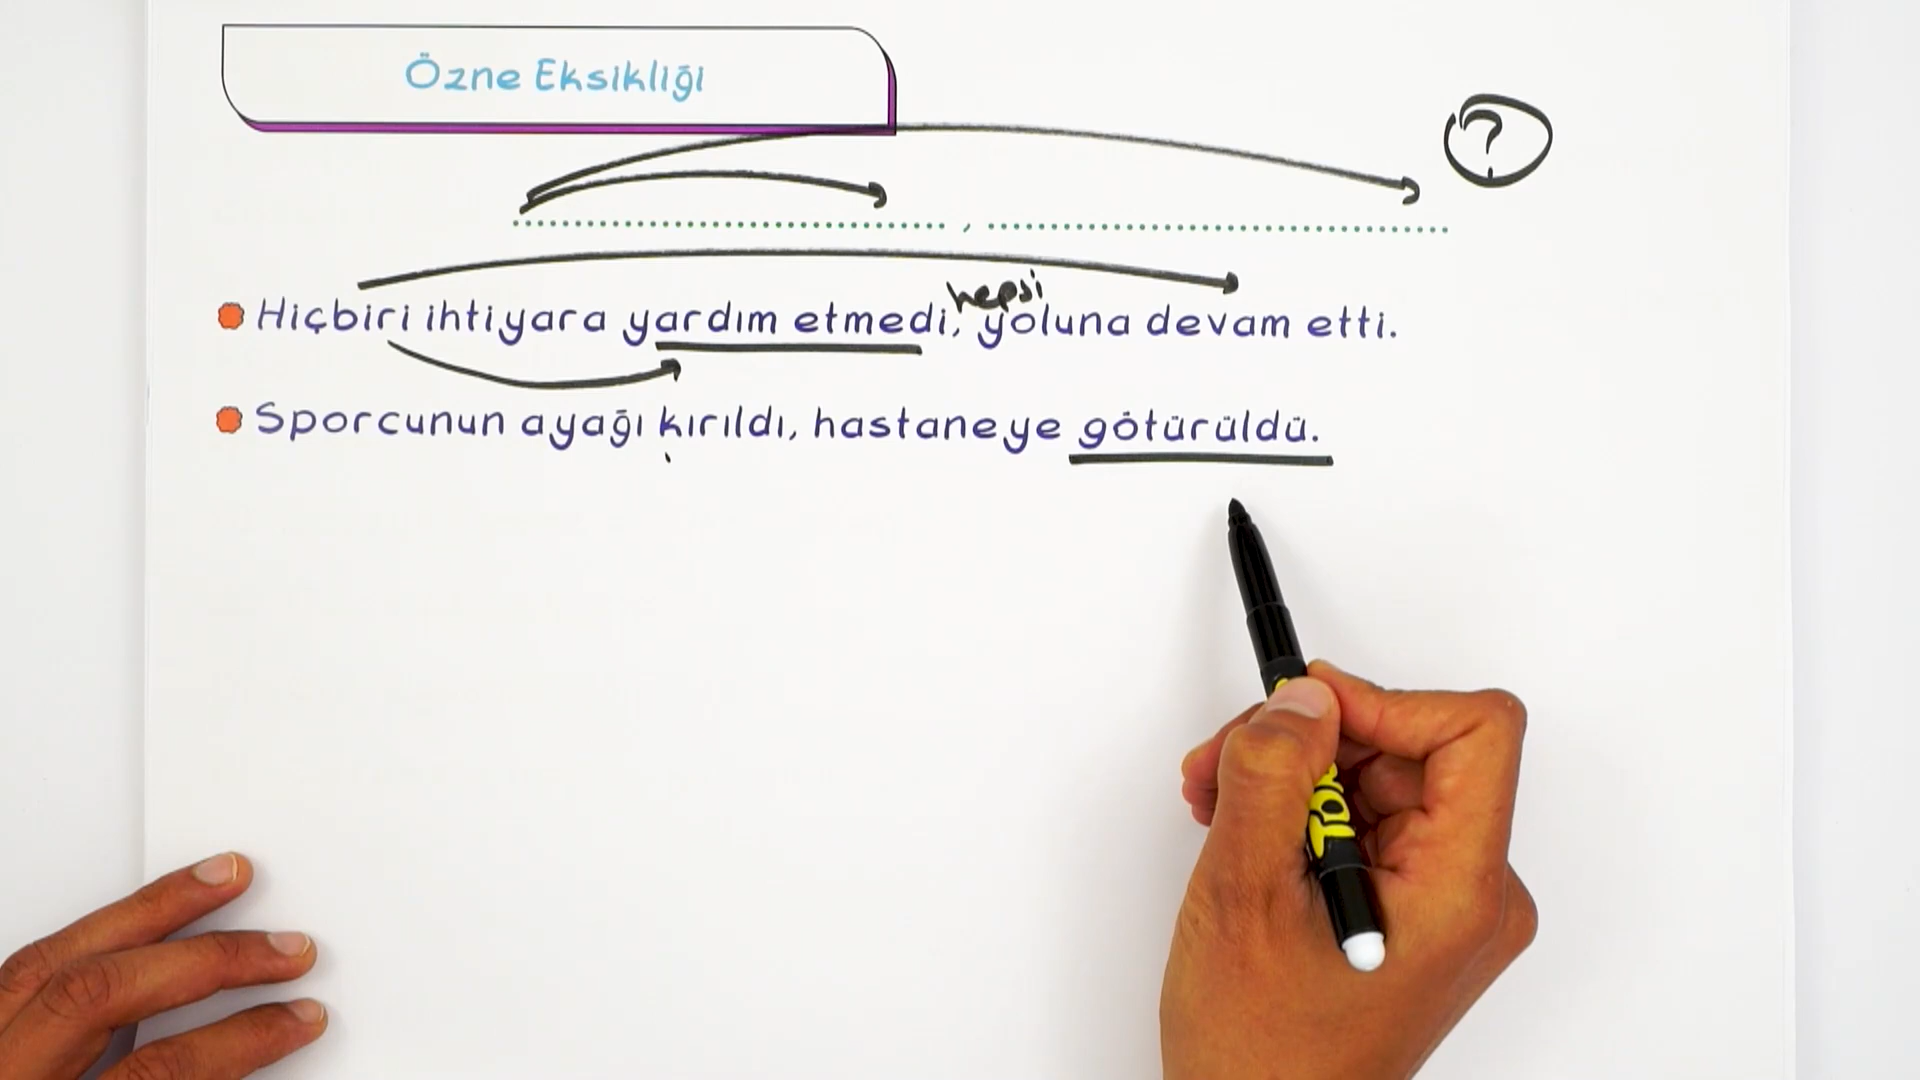 Özne Eksikliği
?
hepsi
Hiçbiri ihtiyara yardım etmedi, yoluna devam etti.
Sporcunun ayağı kırıldı, hastaneye götürüldü.